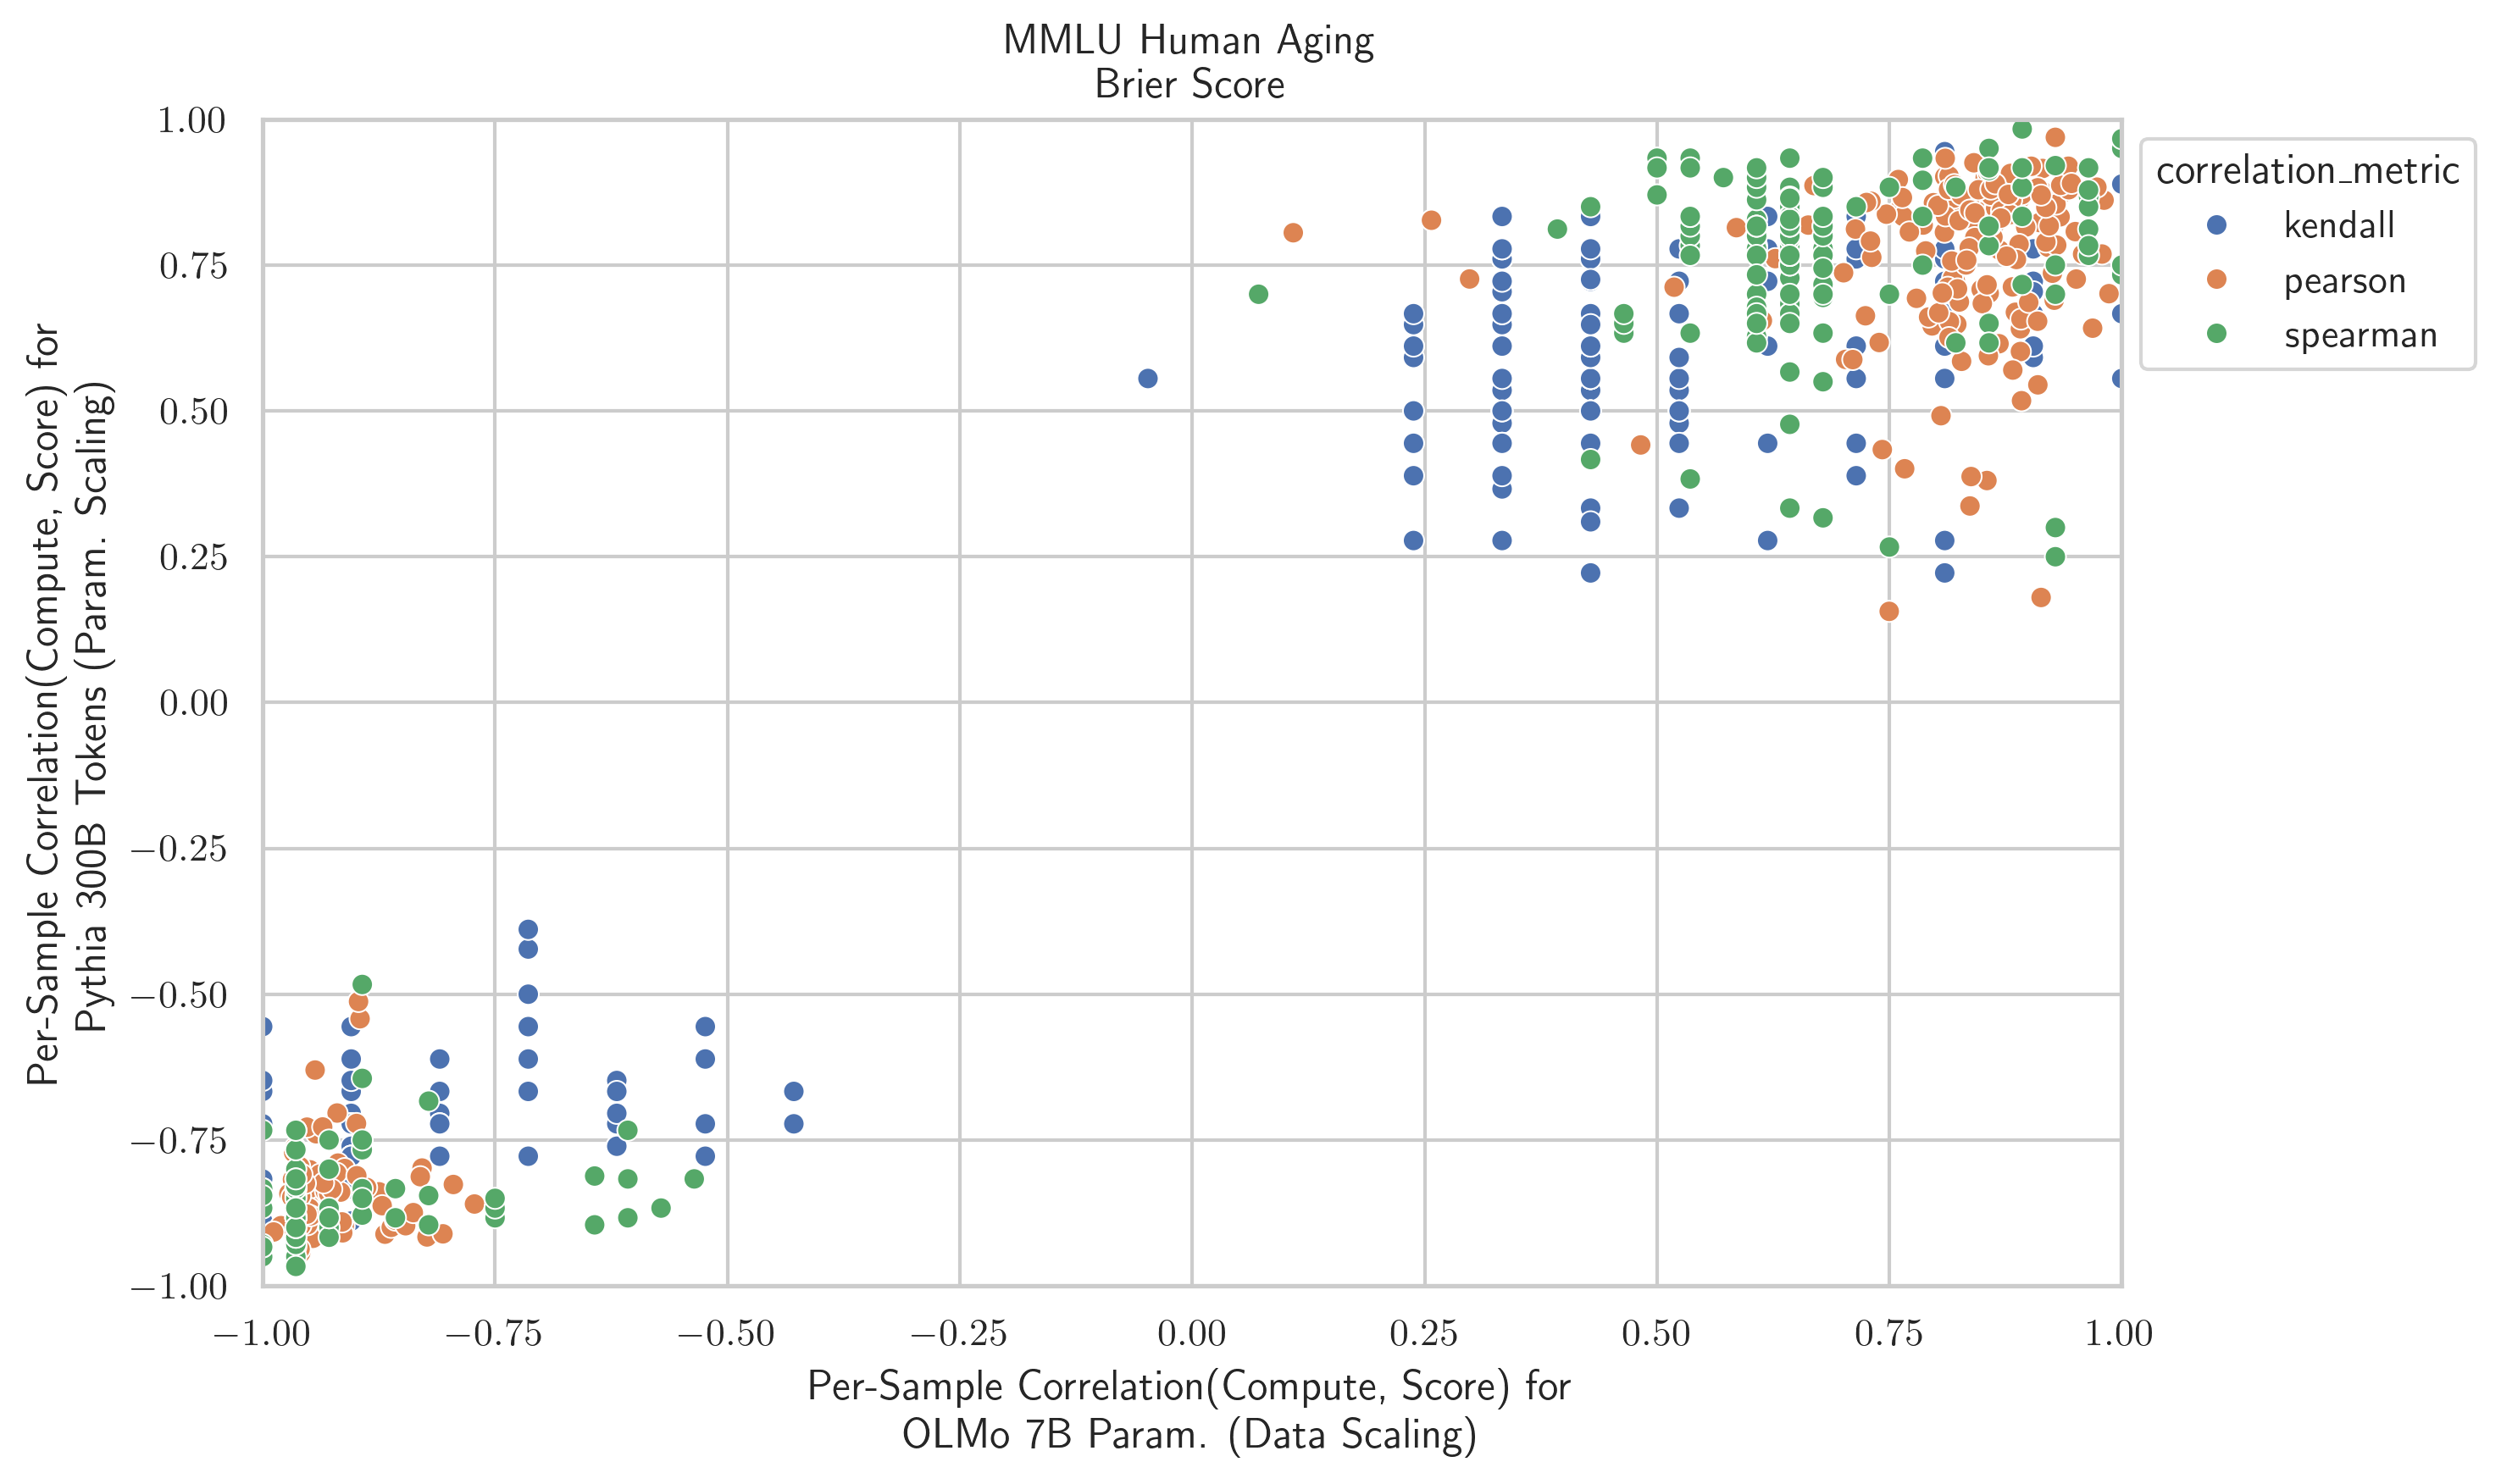 MMLU Human Aging
Brier Score
1.00
0.75
0.50
0.25
0.00
−0.25
−0.50
−0.75
−1.00
Per-Sample Correlation(Compute, Score) for
Pythia 300B Tokens (Param. Scaling)
−1.00 −0.75 −0.50 −0.25 0.00 0.25 0.50 0.75 1.00
Per-Sample Correlation(Compute, Score) for
OLMo 7B Param. (Data Scaling)
correlation_metric
kendall
pearson
spearman